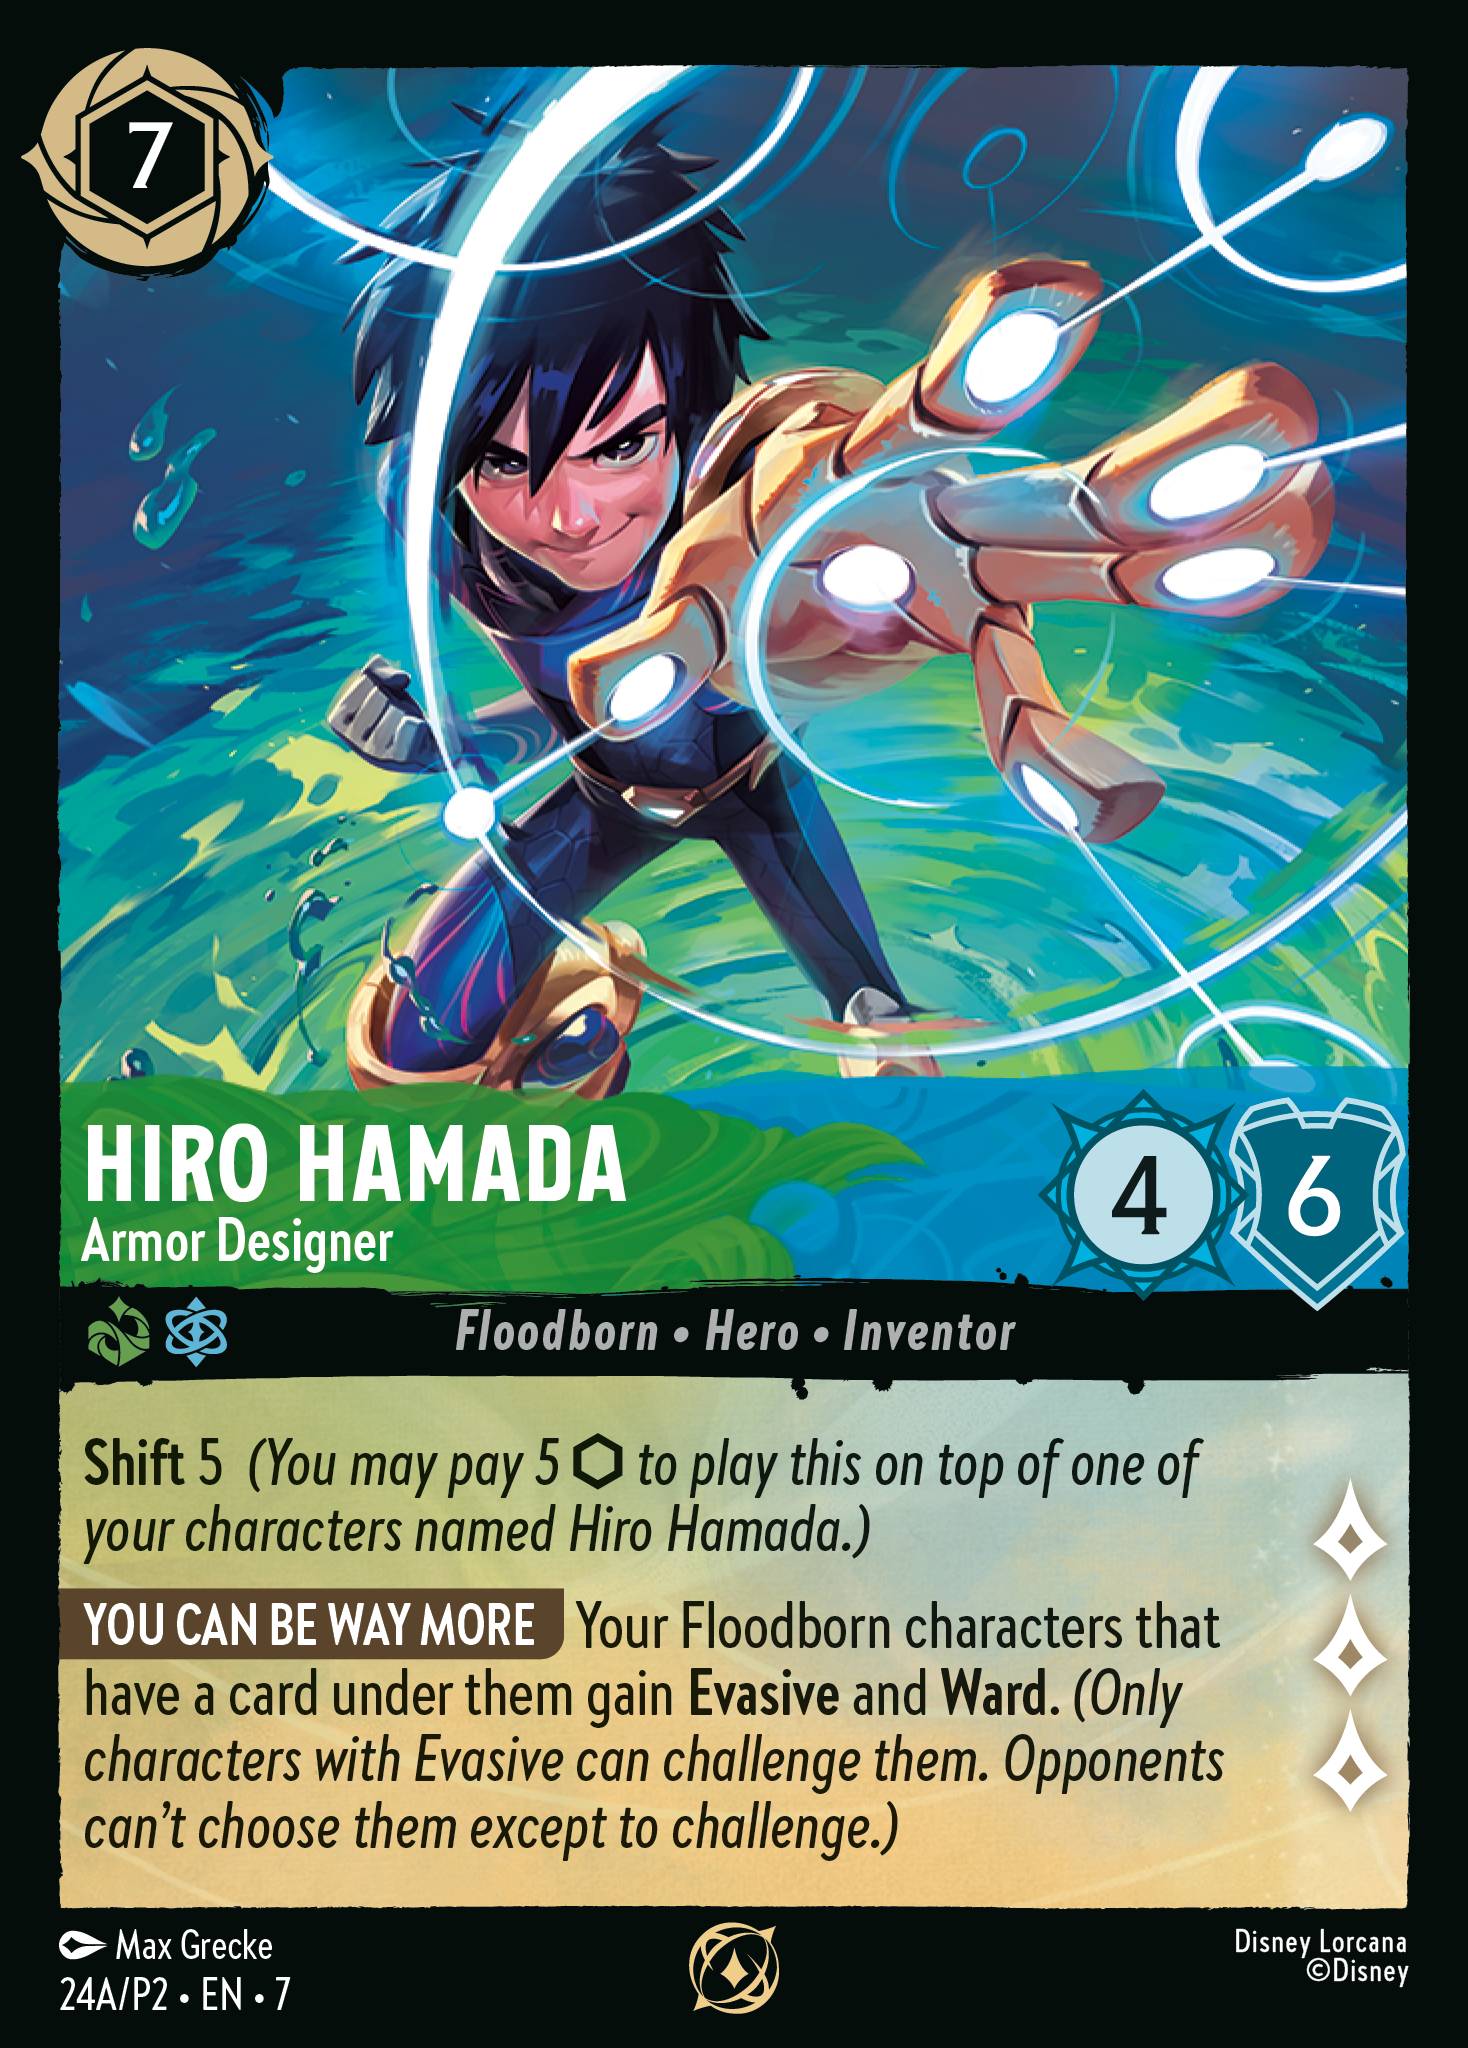 7
HIRO HAMADA
Armor Designer
4
6
Floodborn • Hero • Inventor
Shift 5 (You may pay 5 ⬡ to play this on top of one of
your characters named Hiro Hamada.)
YOU CAN BE WAY MORE Your Floodborn characters that
have a card under them gain Evasive and Ward. (Only
characters with Evasive can challenge them. Opponents
can't choose them except to challenge.)
Max Grecke
24A/P2 • EN • 7
Disney Lorcana
©Disney